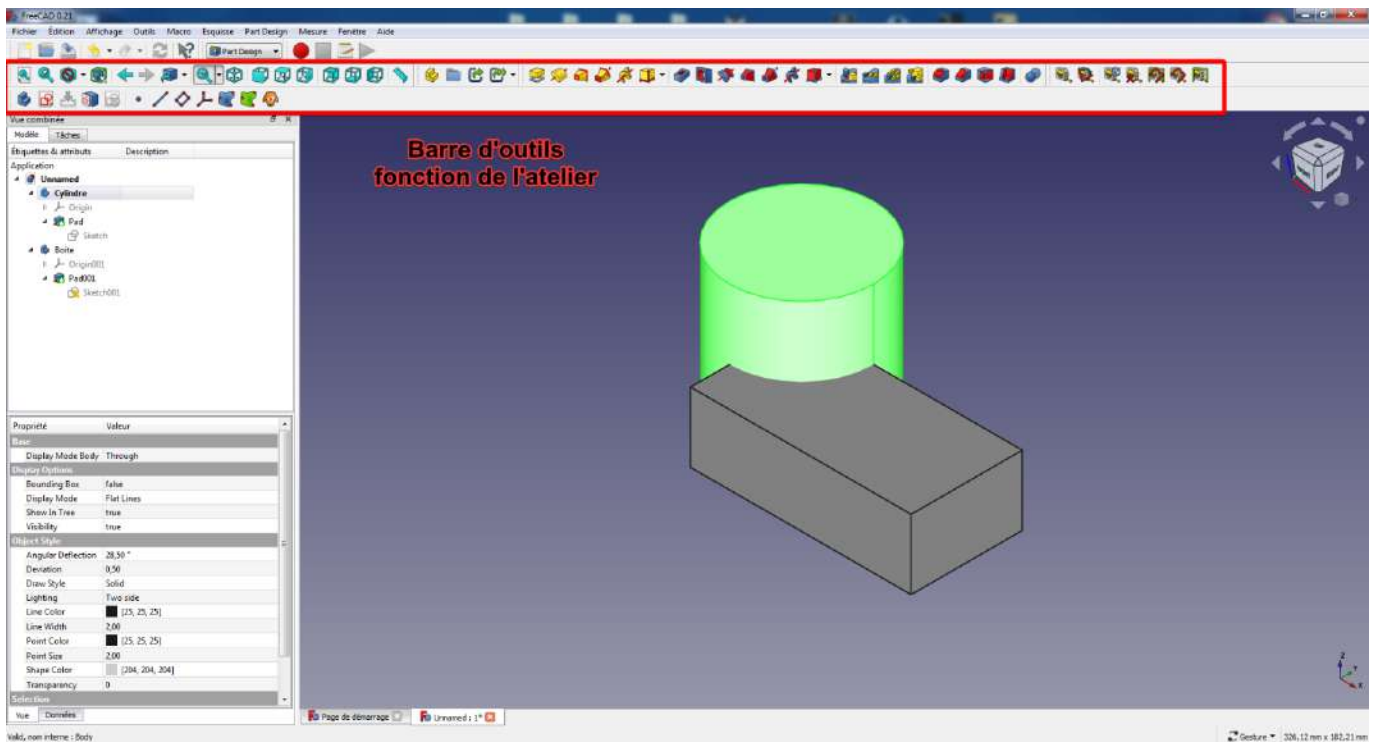 FreeCAD 0.21
Fichier Edition Affichage Outils Macro Esquisse Part Design Mesure Fenêtre Aide
Part Design
Vue combinée
Modèle Tâches
Étiquettes & attributs Description
Application
Unnamed
Cylindre
Origin
Pad
Sketch
Boite
Origin001
Pad001
Sketch001
Barre d'outils
fonction de l'atelier
Propriété Valeur
Base
Display Mode Body Through
Display Options
Bounding Box false
Display Mode Flat Lines
Show In Tree true
Visibility true
Object Style
Angular Deflection 28,50 °
Deviation 0,50
Draw Style Solid
Lighting Two side
Line Color [25, 25, 25]
Line Width 2,00
Point Color [25, 25, 25]
Point Size 2,00
Shape Color [204, 204, 204]
Transparency 0
Selection
Vue Données
Page de démarrage Unnamed : 1*
Valid, nom interne : Body
Gesture 326,12 mm x 182,21 mm
Z
Y
X